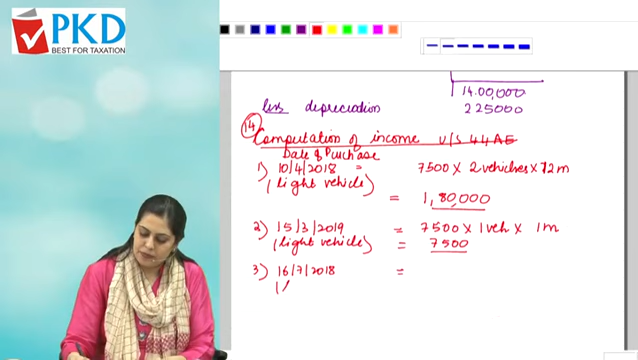 PKD
BEST FOR TAXATION
14,00,000
less depreciation 225000
14 Computation of income u/s 44AE
Date of Purchase
1) 10/4/2018 = 7500 x 2 vehicles x 12m
(light vehicle)
= 1,80,000
2) 15/3/2019 = 7500 x 1 veh x 1m
(light vehicle) = 7500
3) 16/7/2018 =
(l